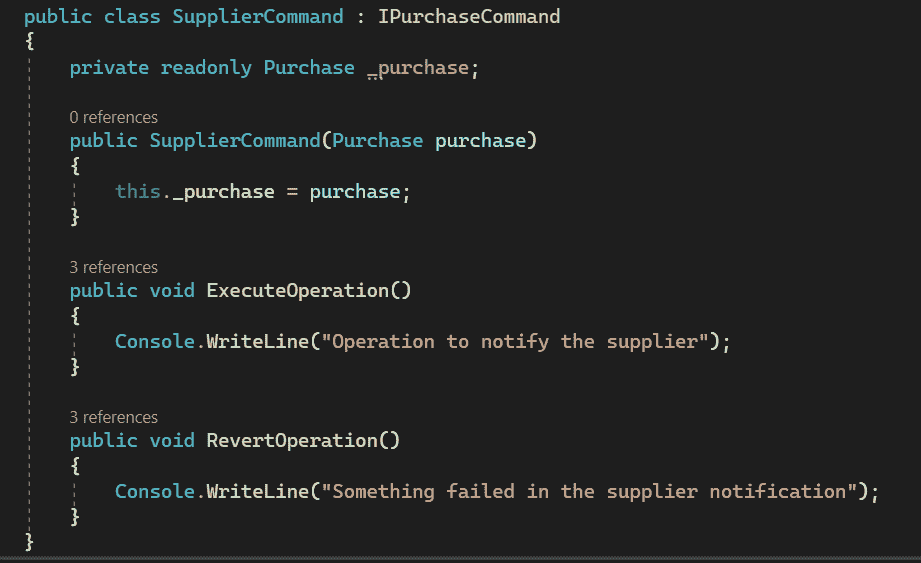 public class SupplierCommand : IPurchaseCommand
{
private readonly Purchase _purchase;
0 references
public SupplierCommand(Purchase purchase)
{
this._purchase = purchase;
}
3 references
public void ExecuteOperation()
{
Console.WriteLine("Operation to notify the supplier");
}
3 references
public void RevertOperation()
{
Console.WriteLine("Something failed in the supplier notification");
}
}